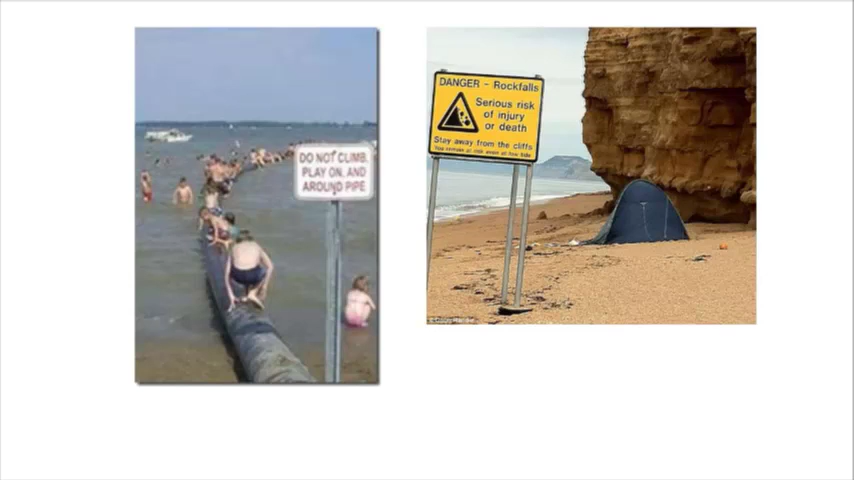 DO NOT CLIMB,
PLAY ON, AND
AROUND PIPE
DANGER - Rockfalls
Serious risk
of injury
or death
Stay away from the cliffs